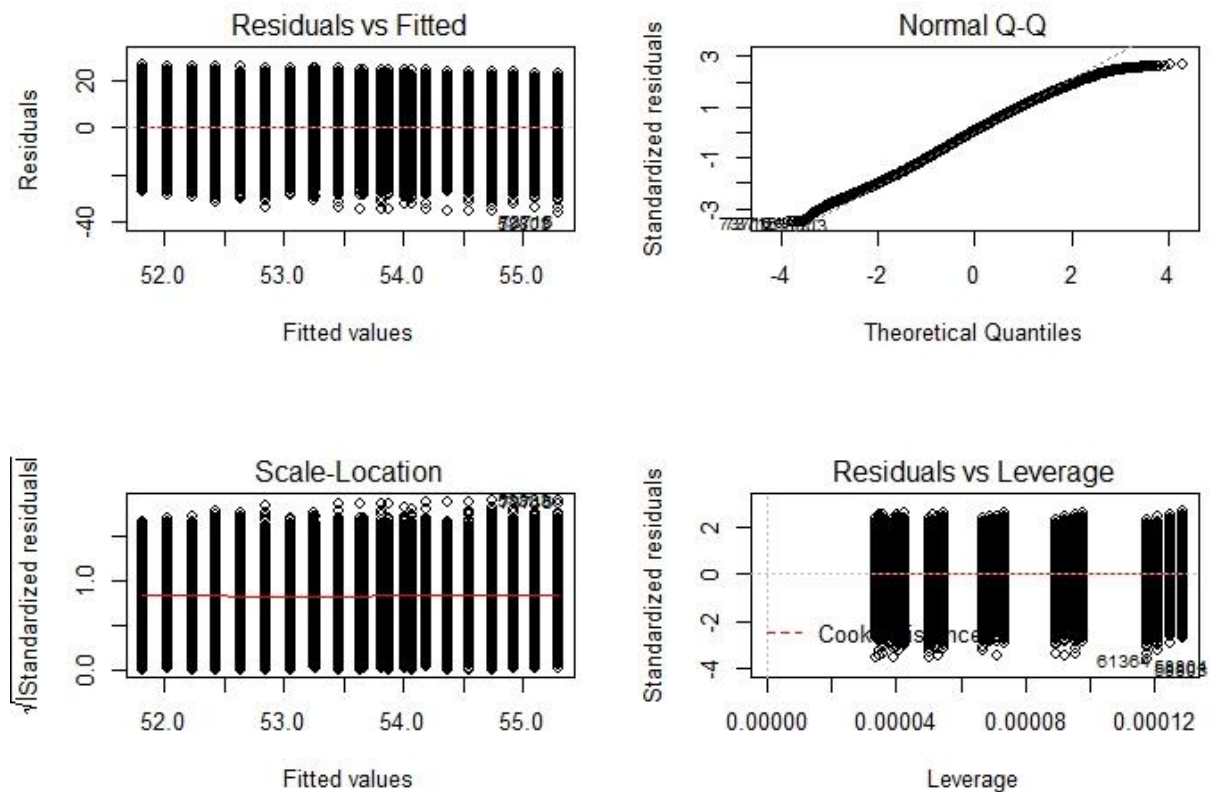 Residuals vs Fitted
Residuals
20
0
-40
52.0 53.0 54.0 55.0
Fitted values
Normal Q-Q
Standardized residuals
3
1
-1
-3
-4 -2 0 2 4
Theoretical Quantiles
Scale-Location
√|Standardized residuals|
1.0
0.0
52.0 53.0 54.0 55.0
Fitted values
Residuals vs Leverage
Standardized residuals
2
0
-2
-4
61364
0.00000 0.00004 0.00008 0.00012
Leverage